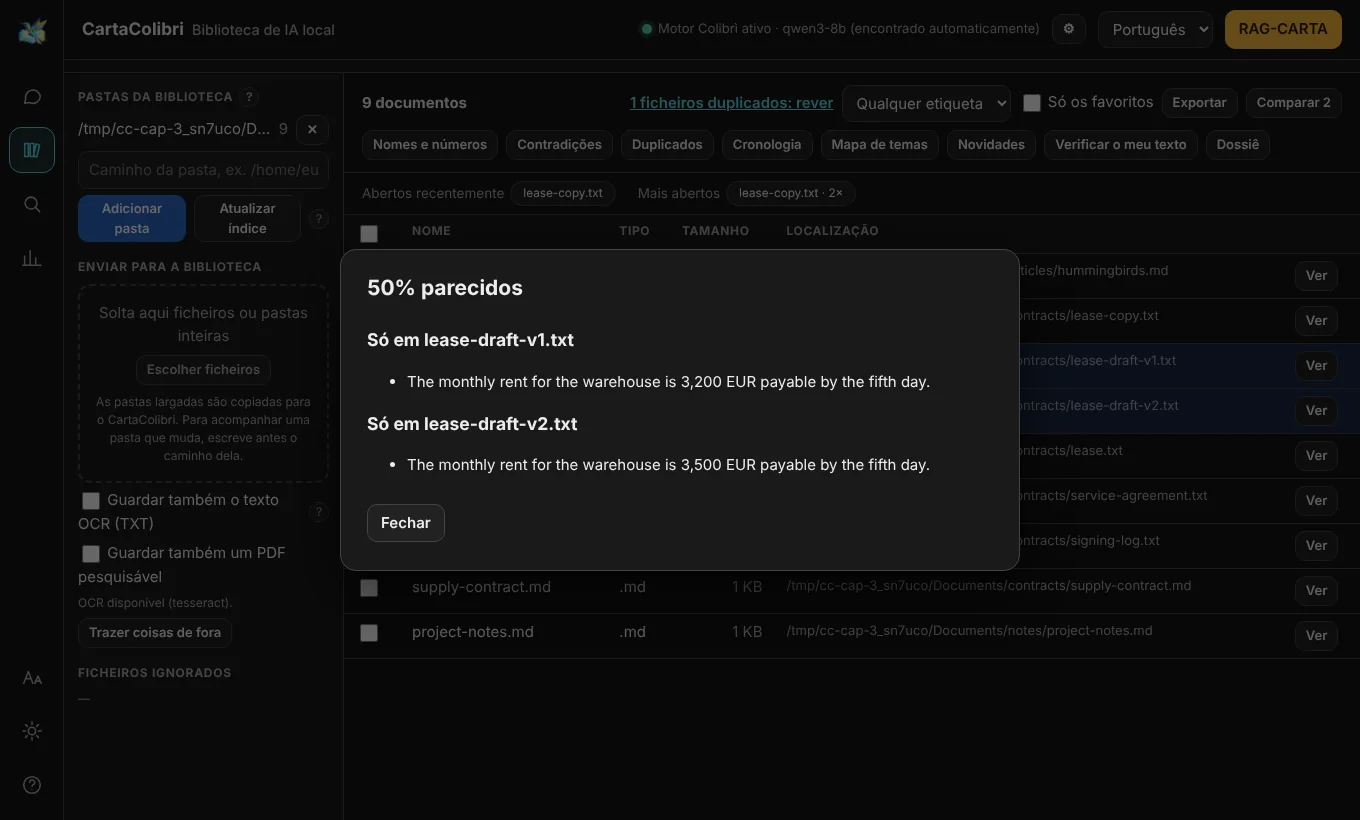 CartaColibri Biblioteca de IA local
Motor Colibri ativo · qwen3-8b (encontrado automaticamente)
⚙
Português
RAG-CARTA
PASTAS DA BIBLIOTECA ?
/tmp/cc-cap-3_sn7uco/D... 9 ✕
Caminho da pasta, ex. /home/eu
Adicionar
pasta
Atualizar
índice
?
ENVIAR PARA A BIBLIOTECA
Solta aqui ficheiros ou pastas
inteiras
Escolher ficheiros
As pastas largadas são copiadas para
o CartaColibri. Para acompanhar uma
pasta que muda, escreve antes o
caminho dela.
Guardar também o texto
OCR (TXT)
?
Guardar também um PDF
pesquisável
OCR disponível (tesseract).
Trazer coisas de fora
FICHEIROS IGNORADOS
—
AA
?
9 documentos
1 ficheiros duplicados: rever
Qualquer etiqueta
Só os favoritos
Exportar
Comparar 2
Nomes e números
Contradições
Duplicados
Cronologia
Mapa de temas
Novidades
Verificar o meu texto
Dossiê
Abertos recentemente lease-copy.txt Mais abertos lease-copy.txt · 2×
NOME TIPO TAMANHO LOCALIZAÇÃO
ticles/hummingbirds.md Ver
ontracts/lease-copy.txt Ver
ontracts/lease-draft-v1.txt Ver
ontracts/lease-draft-v2.txt Ver
ontracts/lease.txt Ver
ontracts/service-agreement.txt Ver
ontracts/signing-log.txt Ver
50% parecidos
Só em lease-draft-v1.txt
• The monthly rent for the warehouse is 3,200 EUR payable by the fifth day.
Só em lease-draft-v2.txt
• The monthly rent for the warehouse is 3,500 EUR payable by the fifth day.
Fechar
supply-contract.md .md 1 KB /tmp/cc-cap-3_sn7uco/Documents/contracts/supply-contract.md Ver
project-notes.md .md 1 KB /tmp/cc-cap-3_sn7uco/Documents/notes/project-notes.md Ver